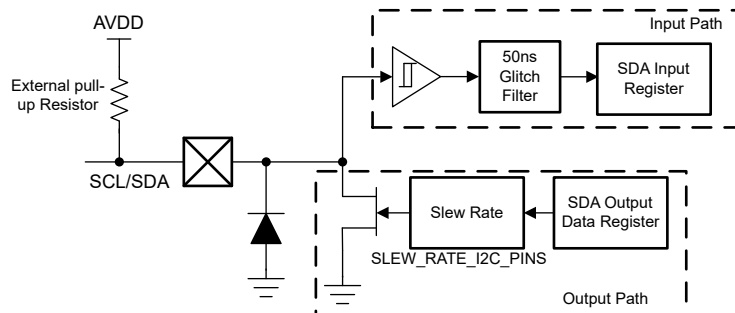 AVDD
External pull-
up Resistor
SCL/SDA
Input Path
50ns
Glitch
Filter
SDA Input
Register
Slew Rate
SLEW_RATE_I2C_PINS
SDA Output
Data Register
Output Path